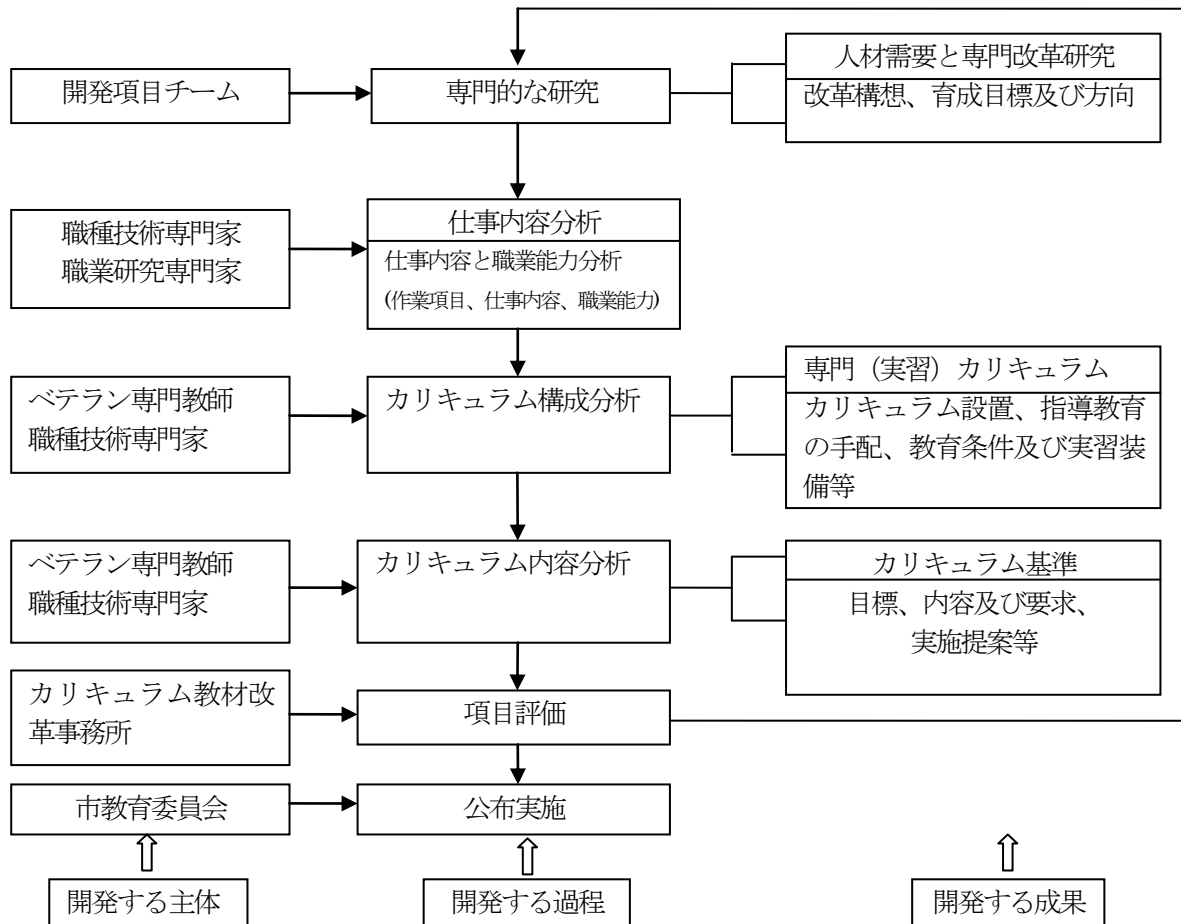 開発項目チーム
専門的な研究
人材需要と専門改革研究
改革構想、育成目標及び方向
職種技術専門家
職業研究専門家
仕事内容分析
仕事内容と職業能力分析
(作業項目、仕事内容、職業能力)
ベテラン専門教師
職種技術専門家
カリキュラム構成分析
専門（実習）カリキュラム
カリキュラム設置、指導教育
の手配、教育条件及び実習装
備等
ベテラン専門教師
職種技術専門家
カリキュラム内容分析
カリキュラム基準
目標、内容及び要求、
実施提案等
カリキュラム教材改
革事務所
項目評価
市教育委員会
公布実施
開発する主体
開発する過程
開発する成果